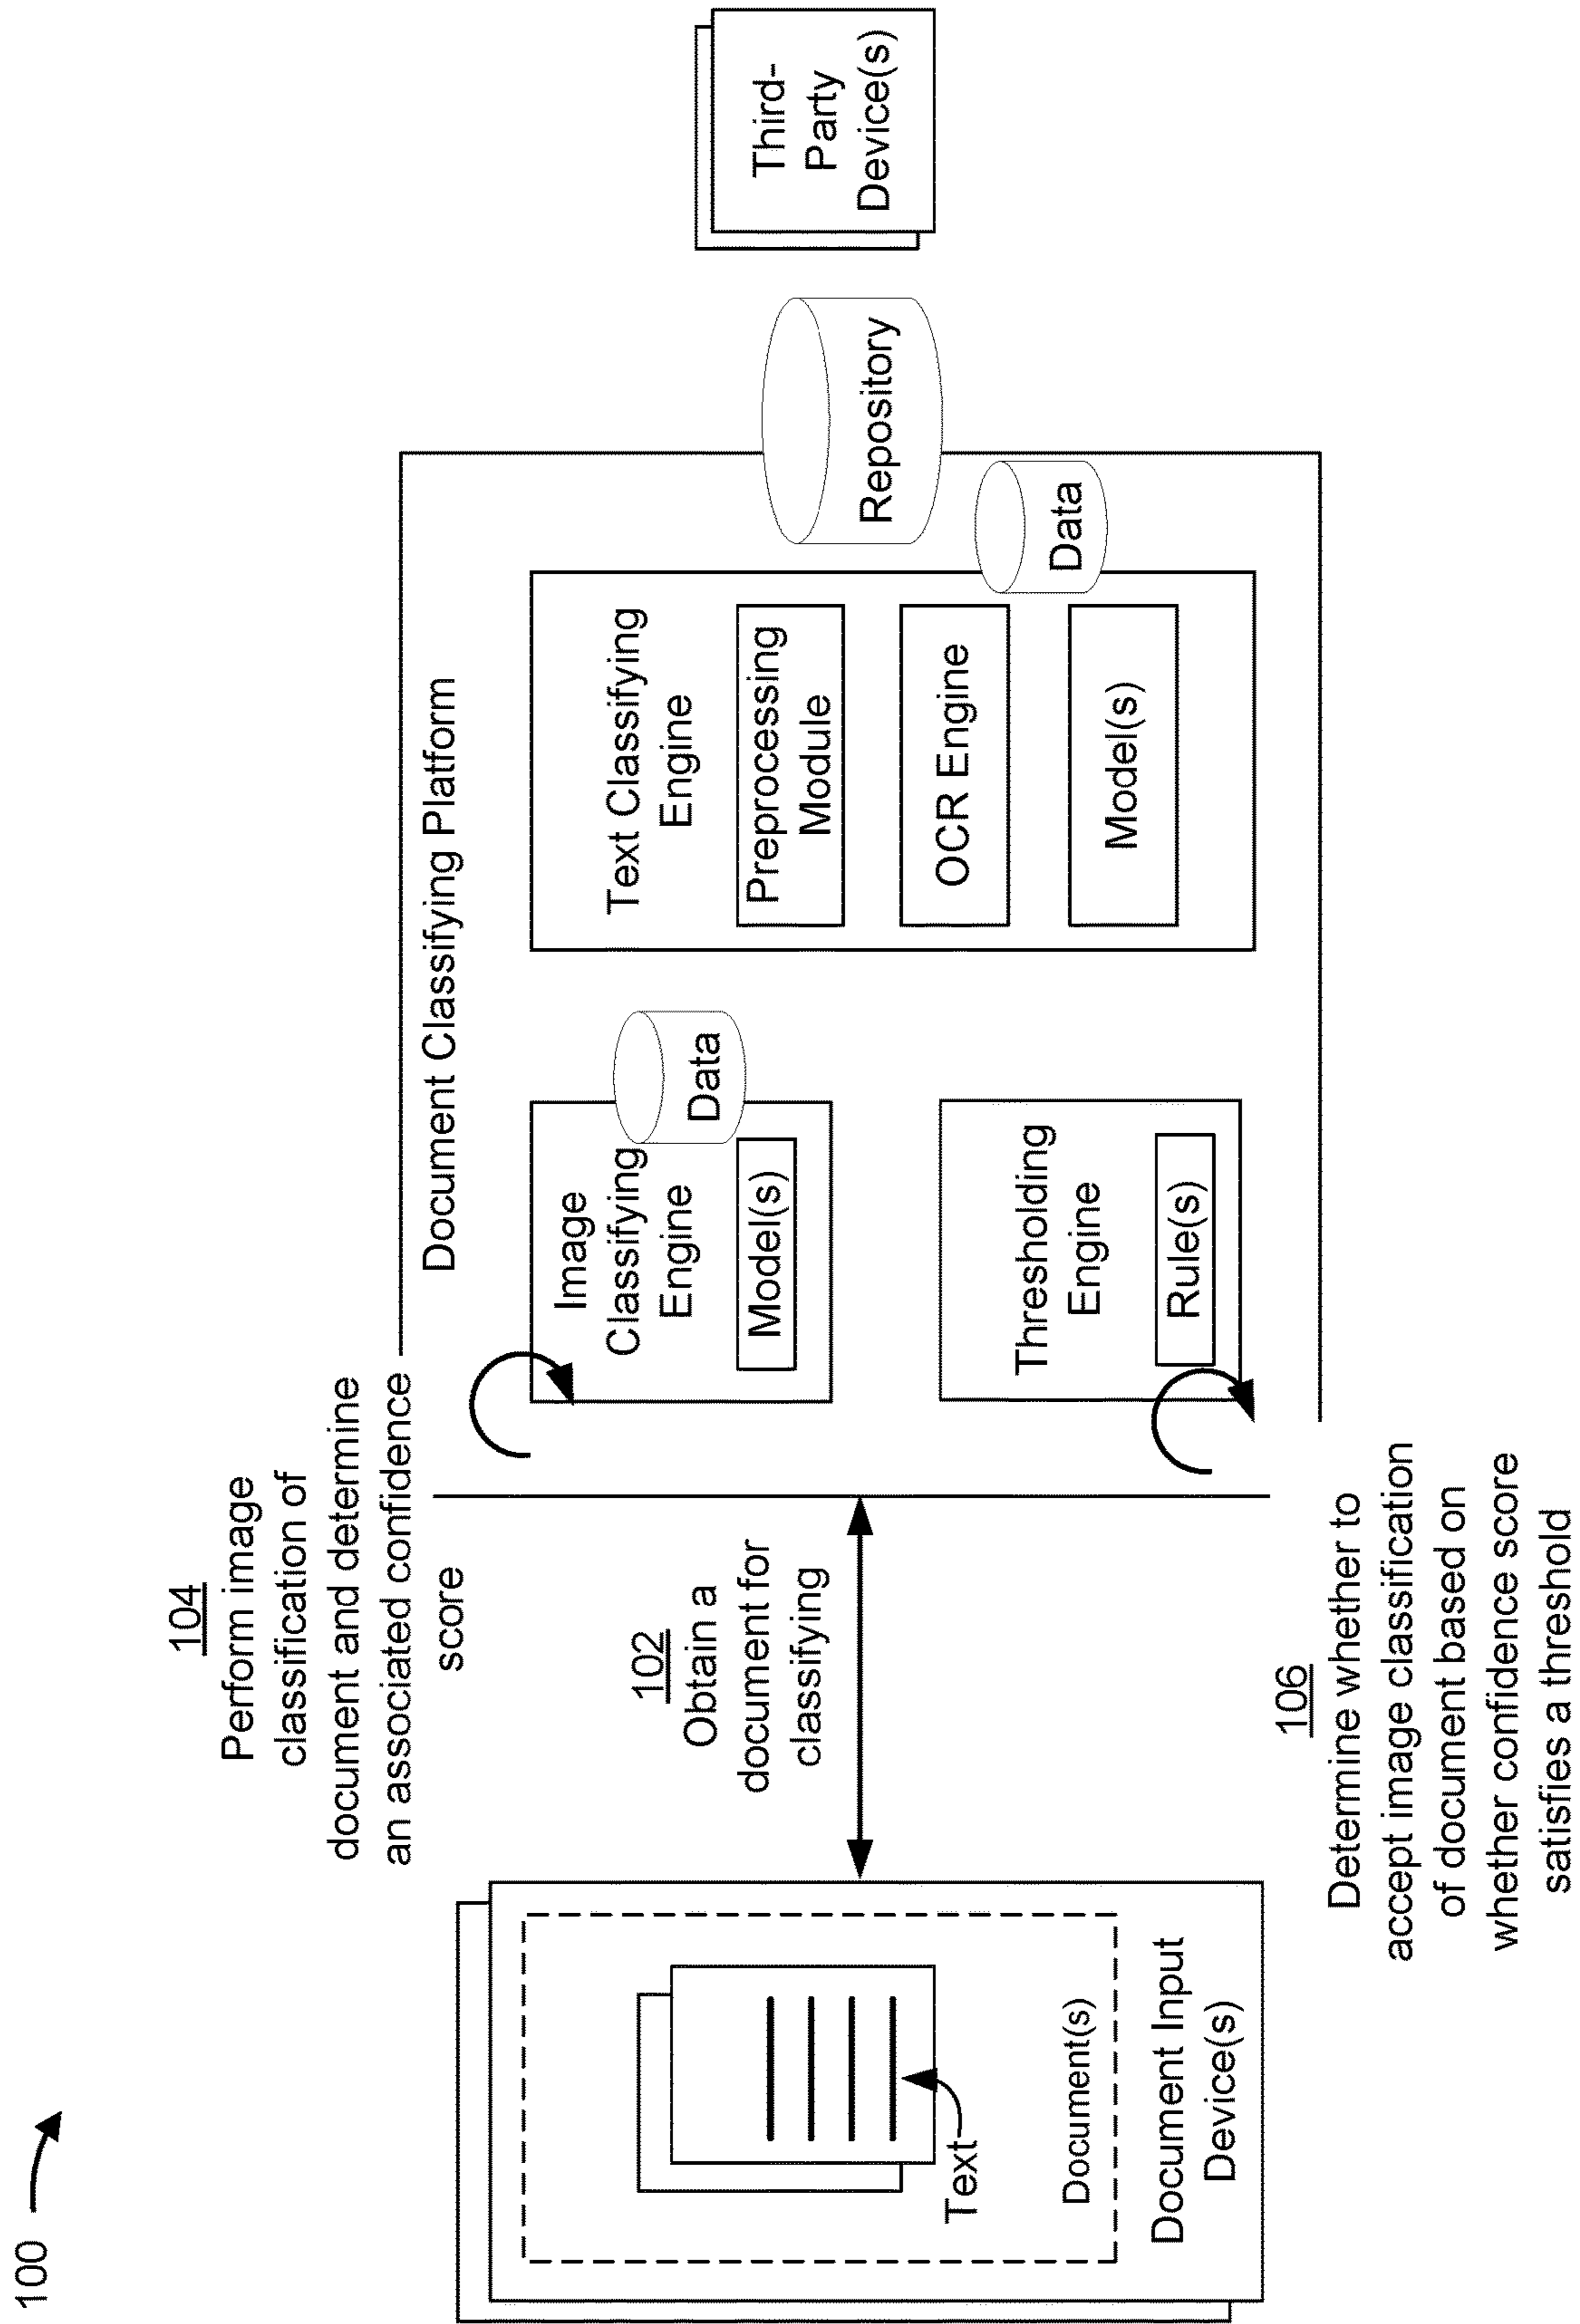 100
104
Perform image
classification of
document and determine
an associated confidence
score
102
Obtain a
document for
classifying
106
Determine whether to
accept image classification
of document based on
whether confidence score
satisfies a threshold
Text
Document(s)
Document Input
Device(s)
Document Classifying Platform
Image
Classifying
Engine
Model(s)
Data
Thresholding
Engine
Rule(s)
Text Classifying
Engine
Preprocessing
Module
OCR Engine
Model(s)
Data
Repository
Third-
Party
Device(s)